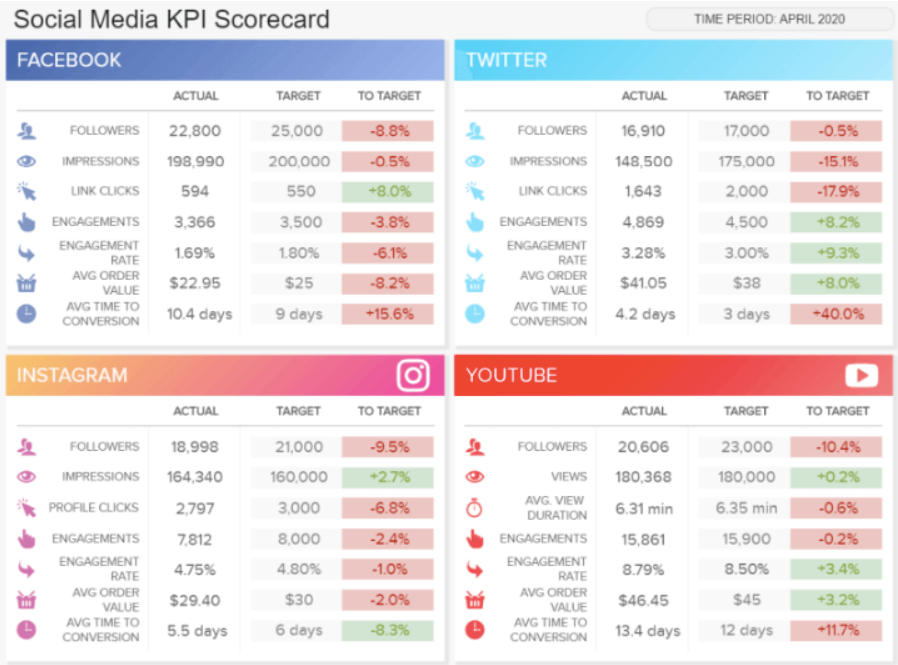 Social Media KPI Scorecard
TIME PERIOD: APRIL 2020
FACEBOOK
ACTUAL TARGET TO TARGET
FOLLOWERS 22,800 25,000 -8.8%
IMPRESSIONS 198,990 200,000 -0.5%
LINK CLICKS 594 550 +8.0%
ENGAGEMENTS 3,366 3,500 -3.8%
ENGAGEMENT
RATE 1.69% 1.80% -6.1%
AVG ORDER
VALUE $22.95 $25 -8.2%
AVG TIME TO
CONVERSION 10.4 days 9 days +15.6%
TWITTER
ACTUAL TARGET TO TARGET
FOLLOWERS 16,910 17,000 -0.5%
IMPRESSIONS 148,500 175,000 -15.1%
LINK CLICKS 1,643 2,000 -17.9%
ENGAGEMENTS 4,869 4,500 +8.2%
ENGAGEMENT
RATE 3.28% 3.00% +9.3%
AVG ORDER
VALUE $41.05 $38 +8.0%
AVG TIME TO
CONVERSION 4.2 days 3 days +40.0%
INSTAGRAM
ACTUAL TARGET TO TARGET
FOLLOWERS 18,998 21,000 -9.5%
IMPRESSIONS 164,340 160,000 +2.7%
PROFILE CLICKS 2,797 3,000 -6.8%
ENGAGEMENTS 7,812 8,000 -2.4%
ENGAGEMENT
RATE 4.75% 4.80% -1.0%
AVG ORDER
VALUE $29.40 $30 -2.0%
AVG TIME TO
CONVERSION 5.5 days 6 days -8.3%
YOUTUBE
ACTUAL TARGET TO TARGET
FOLLOWERS 20,606 23,000 -10.4%
VIEWS 180,368 180,000 +0.2%
AVG. VIEW
DURATION 6.31 min 6.35 min -0.6%
ENGAGEMENTS 15,861 15,900 -0.2%
ENGAGEMENT
RATE 8.79% 8.50% +3.4%
AVG ORDER
VALUE $46.45 $45 +3.2%
AVG TIME TO
CONVERSION 13.4 days 12 days +11.7%